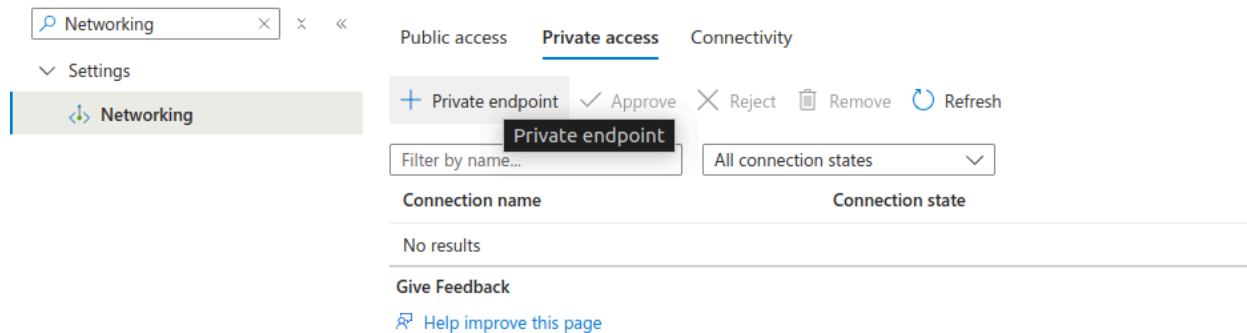 Networking
Settings
Networking
Public access Private access Connectivity
Private endpoint Approve Reject Remove Refresh
Private endpoint
Filter by name... All connection states
Connection name Connection state
No results
Give Feedback
Help improve this page